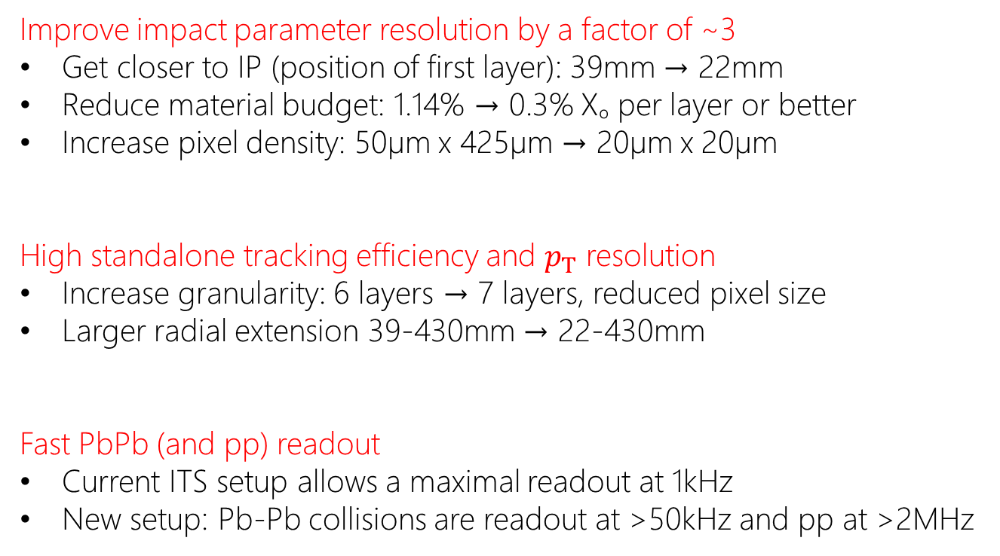 Improve impact parameter resolution by a factor of ~3
• Get closer to IP (position of first layer): 39mm → 22mm
• Reduce material budget: 1.14% → 0.3% Xₒ per layer or better
• Increase pixel density: 50µm x 425µm → 20µm x 20µm
High standalone tracking efficiency and p_T resolution
• Increase granularity: 6 layers → 7 layers, reduced pixel size
• Larger radial extension 39-430mm → 22-430mm
Fast PbPb (and pp) readout
• Current ITS setup allows a maximal readout at 1kHz
• New setup: Pb-Pb collisions are readout at >50kHz and pp at >2MHz